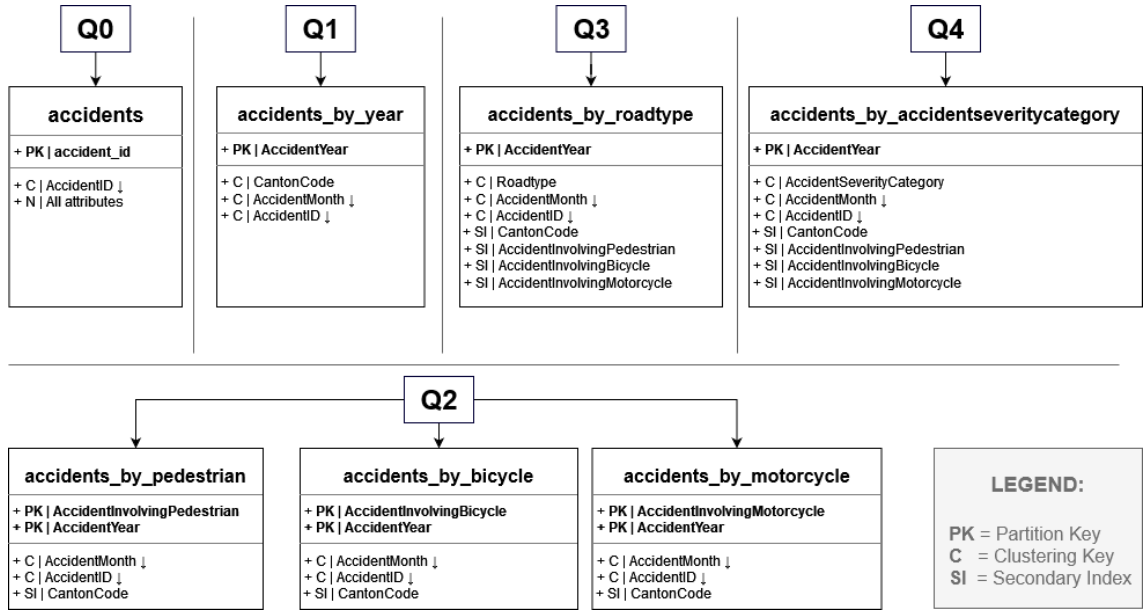 Q0
accidents
+ PK | accident_id
+ C | AccidentID ↓
+ N | All attributes
Q1
accidents_by_year
+ PK | AccidentYear
+ C | CantonCode
+ C | AccidentMonth ↓
+ C | AccidentID ↓
Q3
accidents_by_roadtype
+ PK | AccidentYear
+ C | Roadtype
+ C | AccidentMonth ↓
+ C | AccidentID ↓
+ SI | CantonCode
+ SI | AccidentInvolvingPedestrian
+ SI | AccidentInvolvingBicycle
+ SI | AccidentInvolvingMotorcycle
Q4
accidents_by_accidentseveritycategory
+ PK | AccidentYear
+ C | AccidentSeverityCategory
+ C | AccidentMonth ↓
+ C | AccidentID ↓
+ SI | CantonCode
+ SI | AccidentInvolvingPedestrian
+ SI | AccidentInvolvingBicycle
+ SI | AccidentInvolvingMotorcycle
Q2
accidents_by_pedestrian
+ PK | AccidentInvolvingPedestrian
+ PK | AccidentYear
+ C | AccidentMonth ↓
+ C | AccidentID ↓
+ SI | CantonCode
accidents_by_bicycle
+ PK | AccidentInvolvingBicycle
+ PK | AccidentYear
+ C | AccidentMonth ↓
+ C | AccidentID ↓
+ SI | CantonCode
accidents_by_motorcycle
+ PK | AccidentInvolvingMotorcycle
+ PK | AccidentYear
+ C | AccidentMonth ↓
+ C | AccidentID ↓
+ SI | CantonCode
LEGEND:
PK = Partition Key
C = Clustering Key
SI = Secondary Index